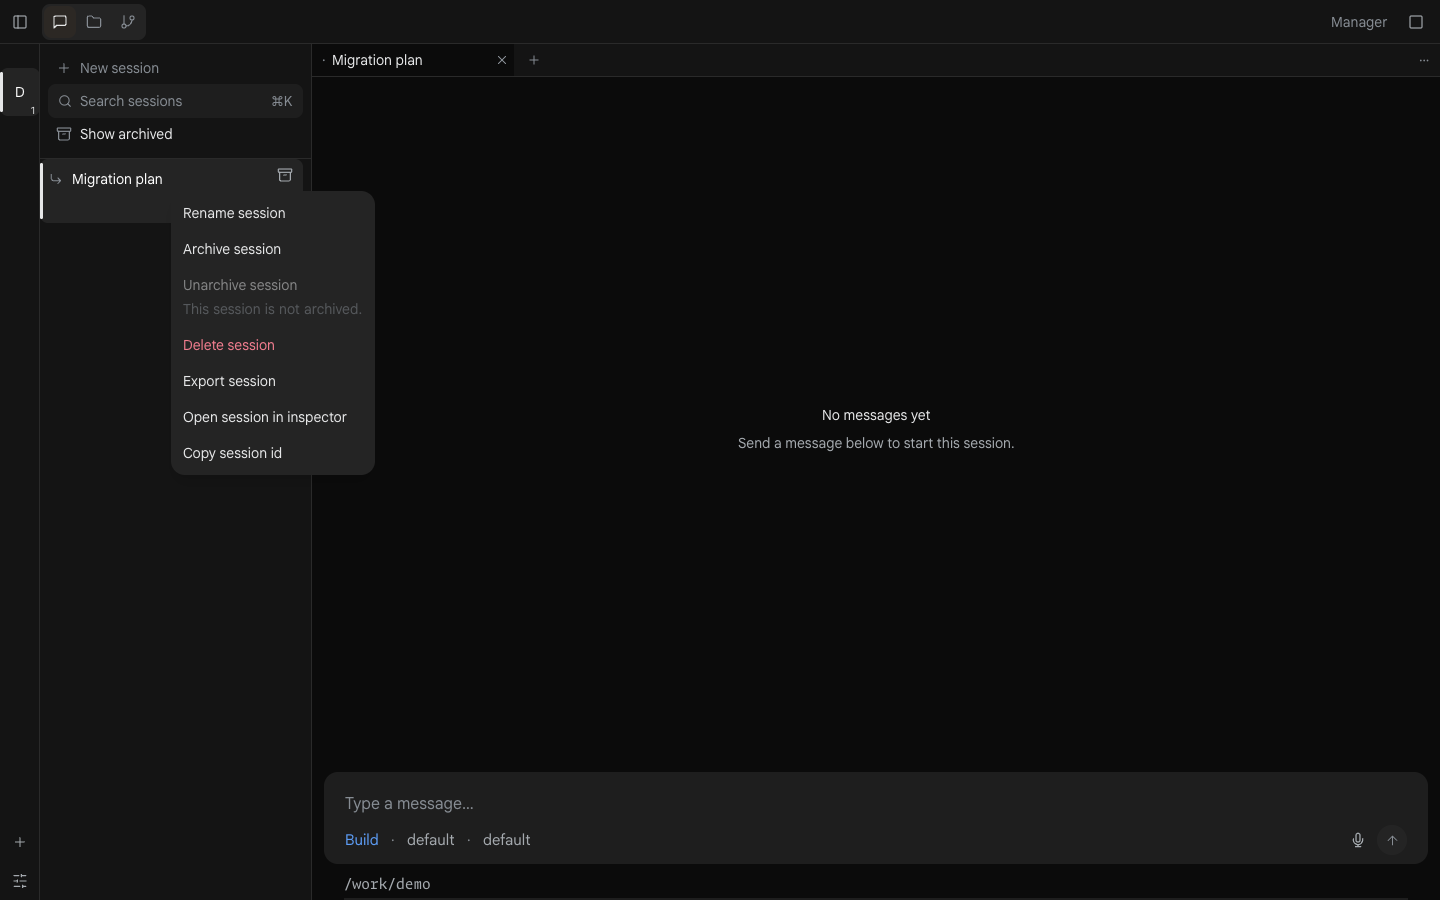 Manager
D
1
New session
Search sessions ⌘K
Show archived
Migration plan
Rename session
Archive session
Unarchive session
This session is not archived.
Delete session
Export session
Open session in inspector
Copy session id
· Migration plan
No messages yet
Send a message below to start this session.
Type a message...
Build · default · default
/work/demo